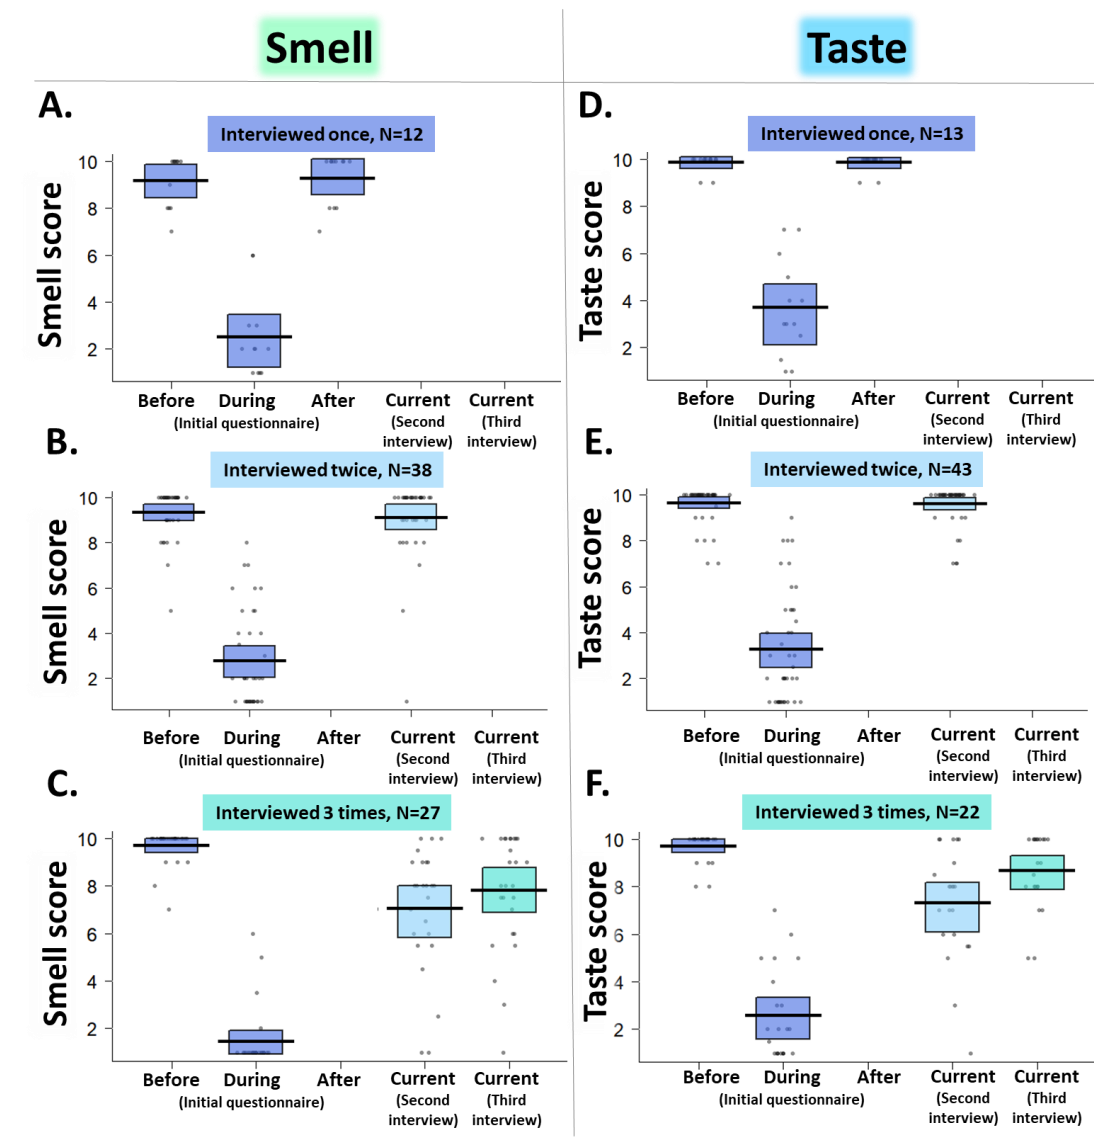 Smell
Taste
A.
Interviewed once, N=12
Smell score
10
8
6
4
2
Before
During
After
Current
Current
(Initial questionnaire)
(Second
interview)
(Third
interview)
D.
Interviewed once, N=13
Taste score
10
8
6
4
2
Before
During
After
Current
Current
(Initial questionnaire)
(Second
interview)
(Third
interview)
B.
Interviewed twice, N=38
Smell score
10
8
6
4
2
Before
During
After
Current
Current
(Initial questionnaire)
(Second
interview)
(Third
interview)
E.
Interviewed twice, N=43
Taste score
10
8
6
4
2
Before
During
After
Current
Current
(Initial questionnaire)
(Second
interview)
(Third
interview)
C.
Interviewed 3 times, N=27
Smell score
10
8
6
4
2
Before
During
After
Current
Current
(Initial questionnaire)
(Second
interview)
(Third
interview)
F.
Interviewed 3 times, N=22
Taste score
10
8
6
4
2
Before
During
After
Current
Current
(Initial questionnaire)
(Second
interview)
(Third
interview)